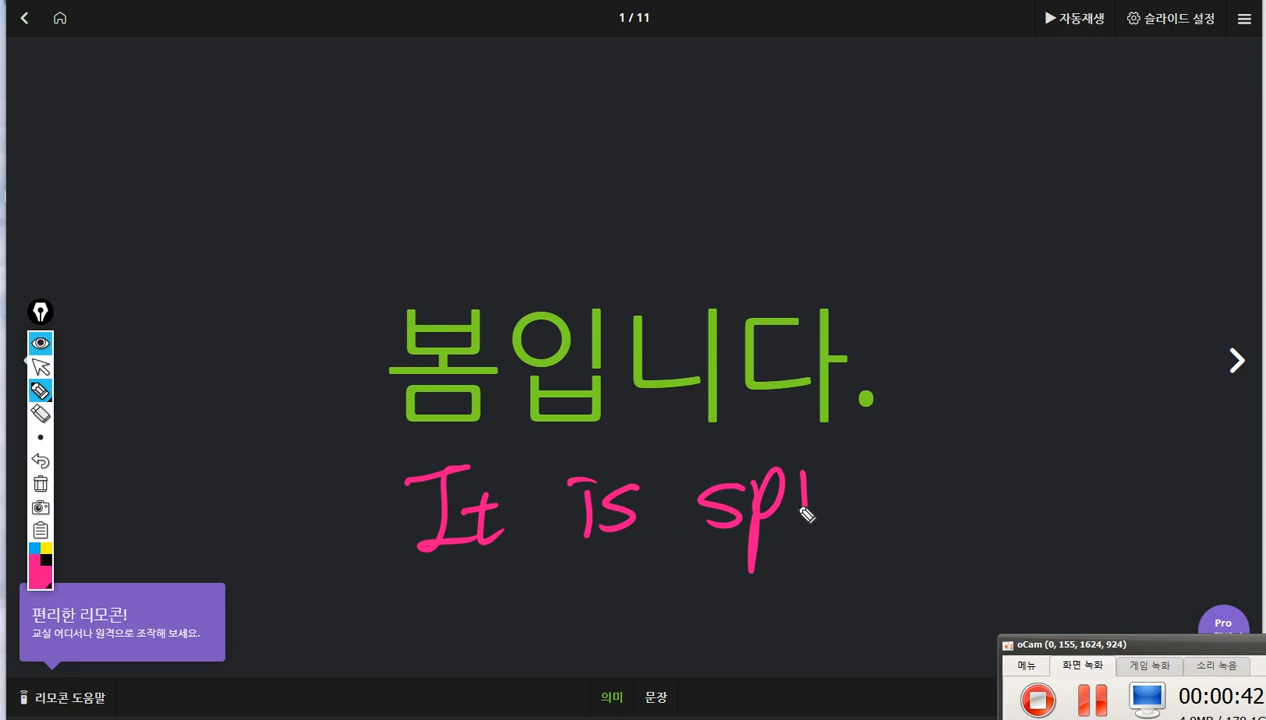 1 / 11
▶자동재생
슬라이드 설정
봄입니다.
It is sp
편리한 리모콘!
교실 어디서나 원격으로 조작해 보세요.
Pro
oCam (0, 155, 1624, 924)
메뉴
화면 녹화
게임 녹화
소리 녹음
00:00:42
리모콘 도움말
의미
문장